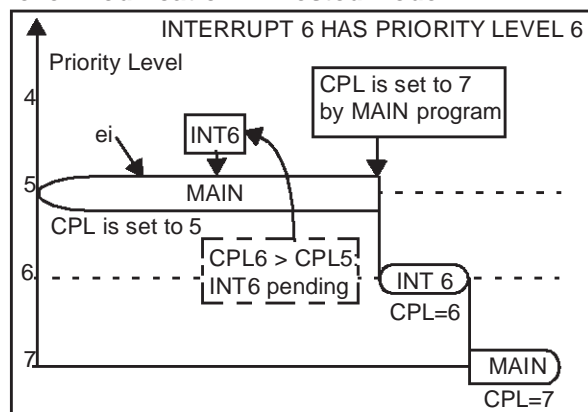 INTERRUPT 6 HAS PRIORITY LEVEL 6
Priority Level
CPL is set to 7
by MAIN program
4
ei
INT6
5
MAIN
CPL is set to 5
CPL6 > CPL5:
INT6 pending
6
INT 6
CPL=6
7
MAIN
CPL=7